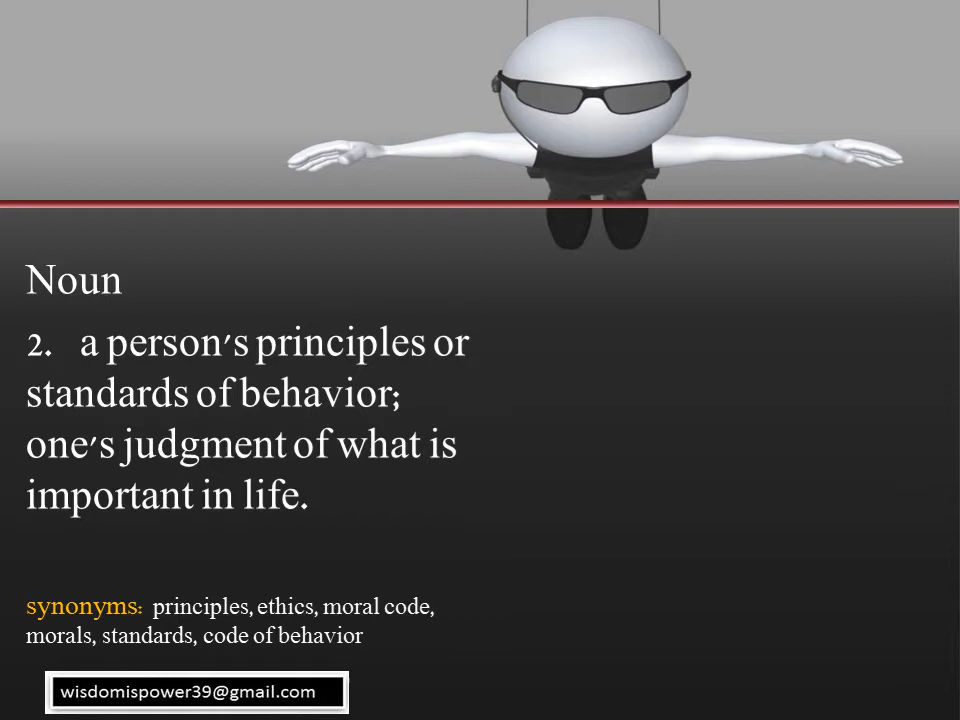 Noun
2. a person's principles or
standards of behavior;
one's judgment of what is
important in life.
synonyms: principles, ethics, moral code,
morals, standards, code of behavior
wisdomispower39@gmail.com